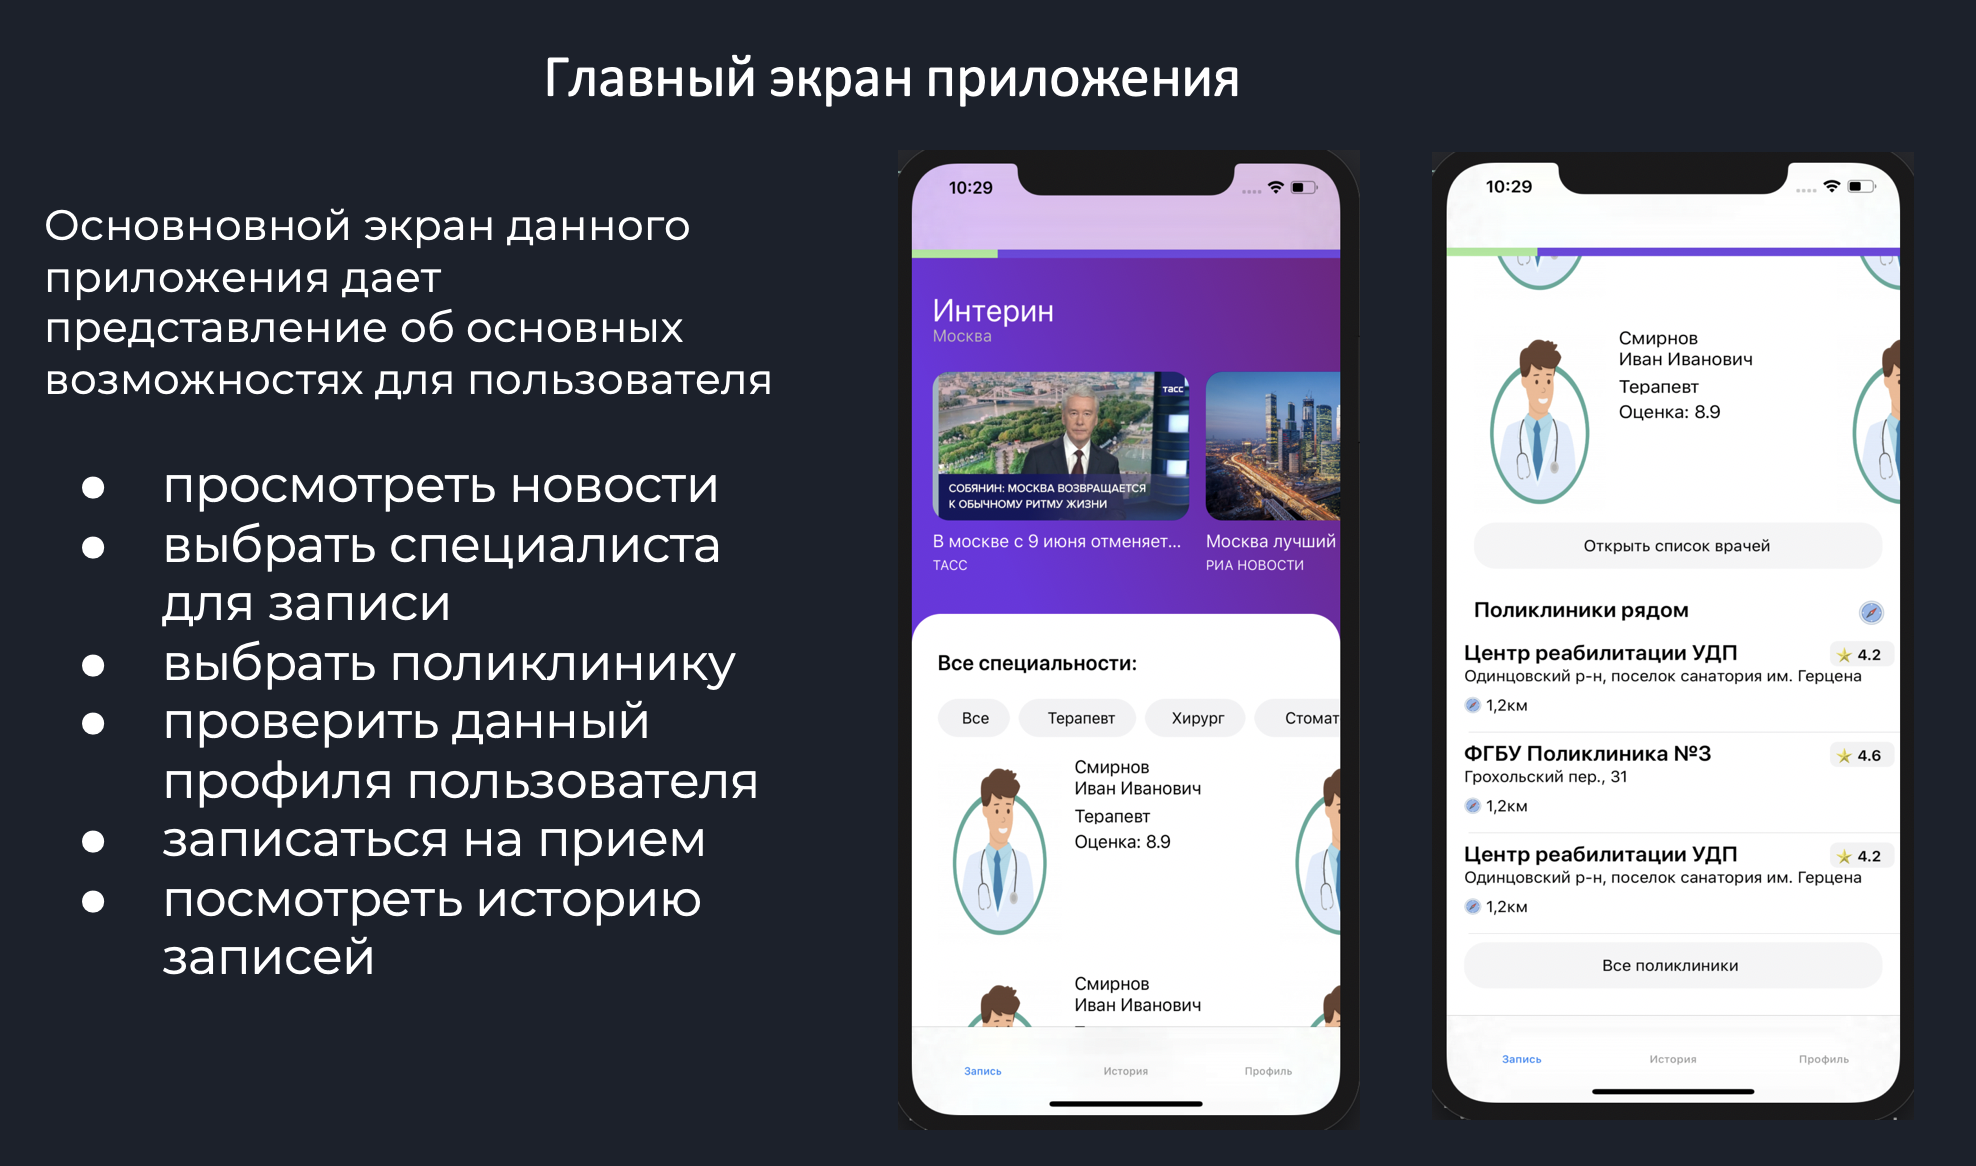 Главный экран приложения
Основновной экран данного
приложения дает
представление об основных
возможностях для пользователя
● просмотреть новости
● выбрать специалиста
для записи
● выбрать поликлинику
● проверить данный
профиля пользователя
● записаться на прием
● посмотреть историю
записей
10:29
Интерин
Москва
ТАСС
СОБЯНИН: МОСКВА ВОЗВРАЩАЕТСЯ
К ОБЫЧНОМУ РИТМУ ЖИЗНИ
В москве с 9 июня отменяет...
ТАСС
Москва лучший
РИА НОВОСТИ
Все специальности:
Все Терапевт Хирург Стомат
Смирнов
Иван Иванович
Терапевт
Оценка: 8.9
Смирнов
Иван Иванович
Запись История Профиль
10:29
Смирнов
Иван Иванович
Терапевт
Оценка: 8.9
Открыть список врачей
Поликлиники рядом
Центр реабилитации УДП 4.2
Одинцовский р-н, поселок санатория им. Герцена
1,2км
ФГБУ Поликлиника №3 4.6
Грохольский пер., 31
1,2км
Центр реабилитации УДП 4.2
Одинцовский р-н, поселок санатория им. Герцена
1,2км
Все поликлиники
Запись История Профиль